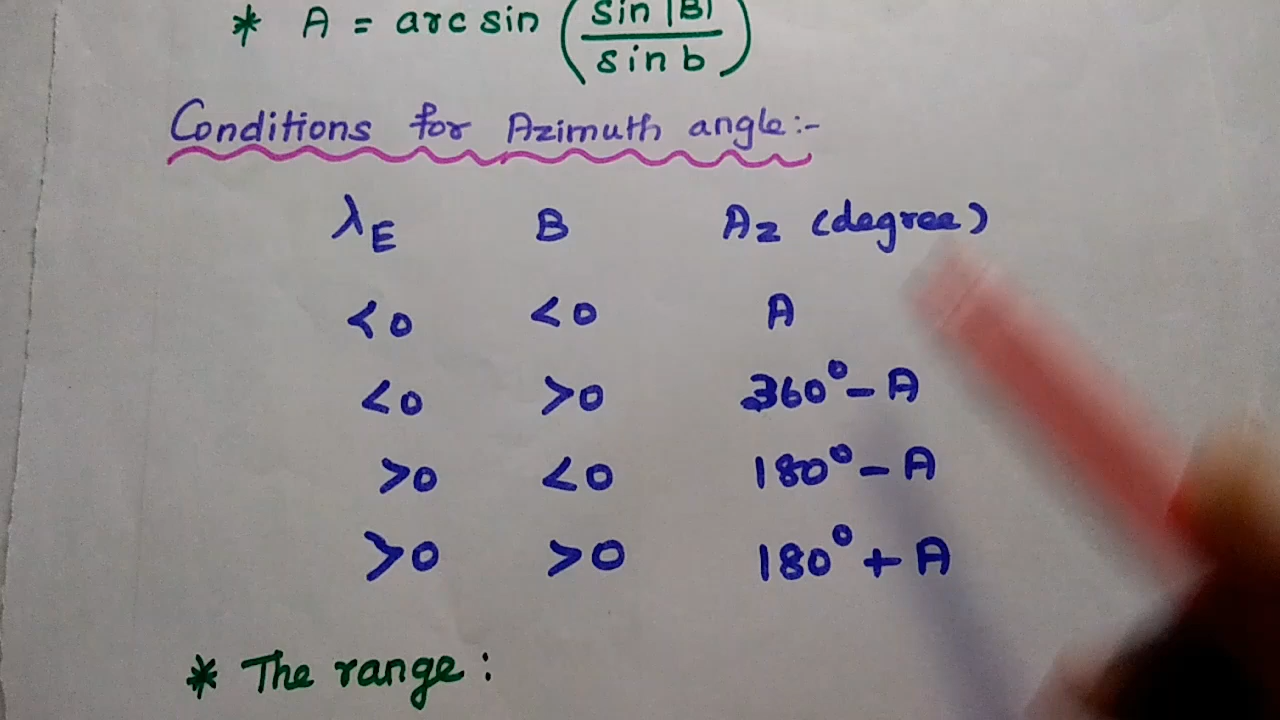 * A = arc sin (sin |B| / sin b)
Conditions for Azimuth angle:-
λE B Az (degree)
<0 <0 A
<0 >0 360° - A
>0 <0 180° - A
>0 >0 180° + A
* The range: